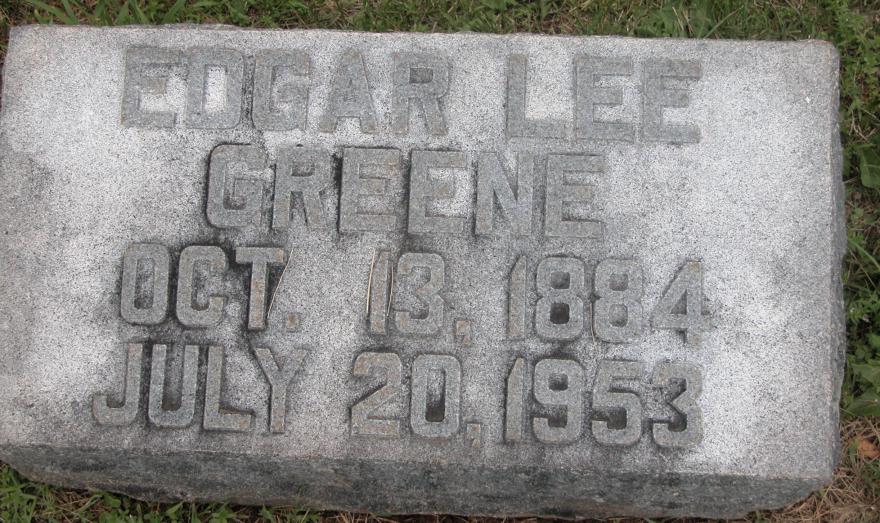 EDGAR LEE
GREENE
OCT. 13, 1884
JULY 20, 1953